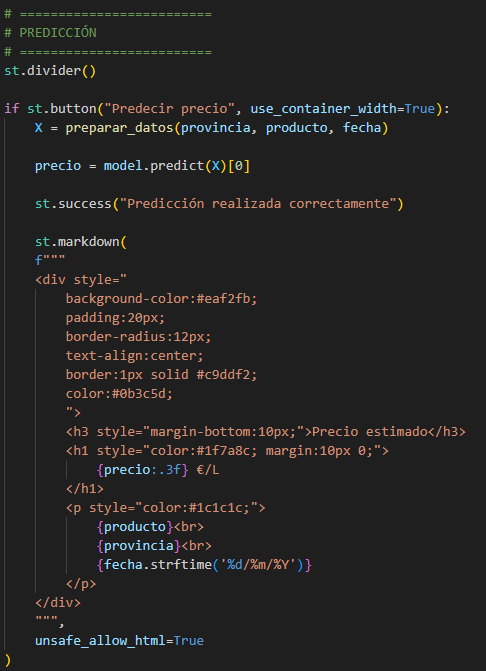 # =========================
# PREDICCIÓN
# =========================
st.divider()
if st.button("Predecir precio", use_container_width=True):
X = preparar_datos(provincia, producto, fecha)
precio = model.predict(X)[0]
st.success("Predicción realizada correctamente")
st.markdown(
f"""
<div style="
background-color:#eaf2fb;
padding:20px;
border-radius:12px;
text-align:center;
border:1px solid #c9ddf2;
color:#0b3c5d;
">
<h3 style="margin-bottom:10px;">Precio estimado</h3>
<h1 style="color:#1f7a8c; margin:10px 0;">
{precio:.3f} €/L
</h1>
<p style="color:#1c1c1c;">
{producto}<br>
{provincia}<br>
{fecha.strftime('%d/%m/%Y')}
</p>
</div>
""",
unsafe_allow_html=True
)